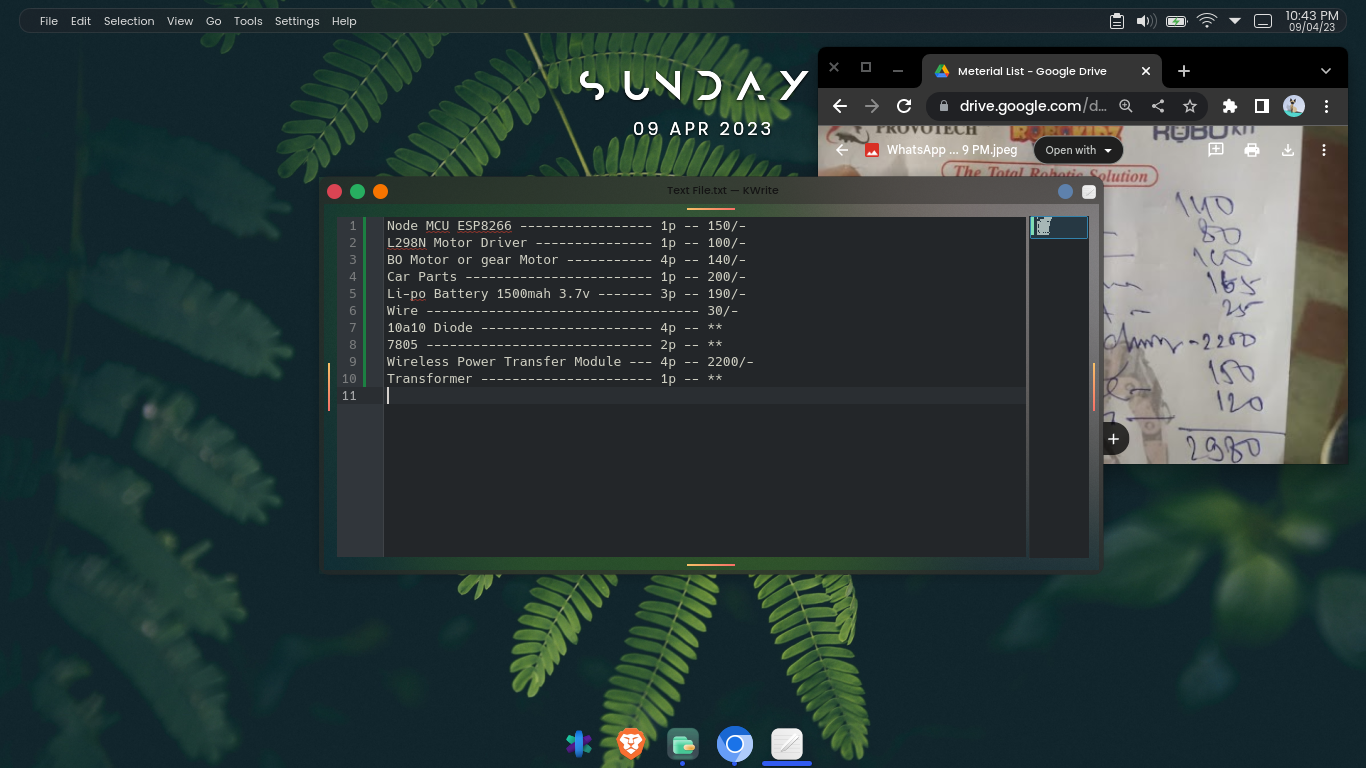 File Edit Selection View Go Tools Settings Help
10:43 PM
09/04/23
SUNDAY
09 APR 2023
Meterial List - Google Drive
drive.google.com/d...
PROVOTECH
WhatsApp ... 9 PM.jpeg
Open with
The Total Robotic Solution
140
80
100
165
25
-2200
150
120
2980
Text File.txt — KWrite
1 Node MCU ESP8266 ----------------- 1p -- 150/-
2 L298N Motor Driver --------------- 1p -- 100/-
3 BO Motor or gear Motor ----------- 4p -- 140/-
4 Car Parts ------------------------ 1p -- 200/-
5 Li-po Battery 1500mah 3.7v ------- 3p -- 190/-
6 Wire ----------------------------------- 30/-
7 10a10 Diode ---------------------- 4p -- **
8 7805 ----------------------------- 2p -- **
9 Wireless Power Transfer Module --- 4p -- 2200/-
10 Transformer ---------------------- 1p -- **
11